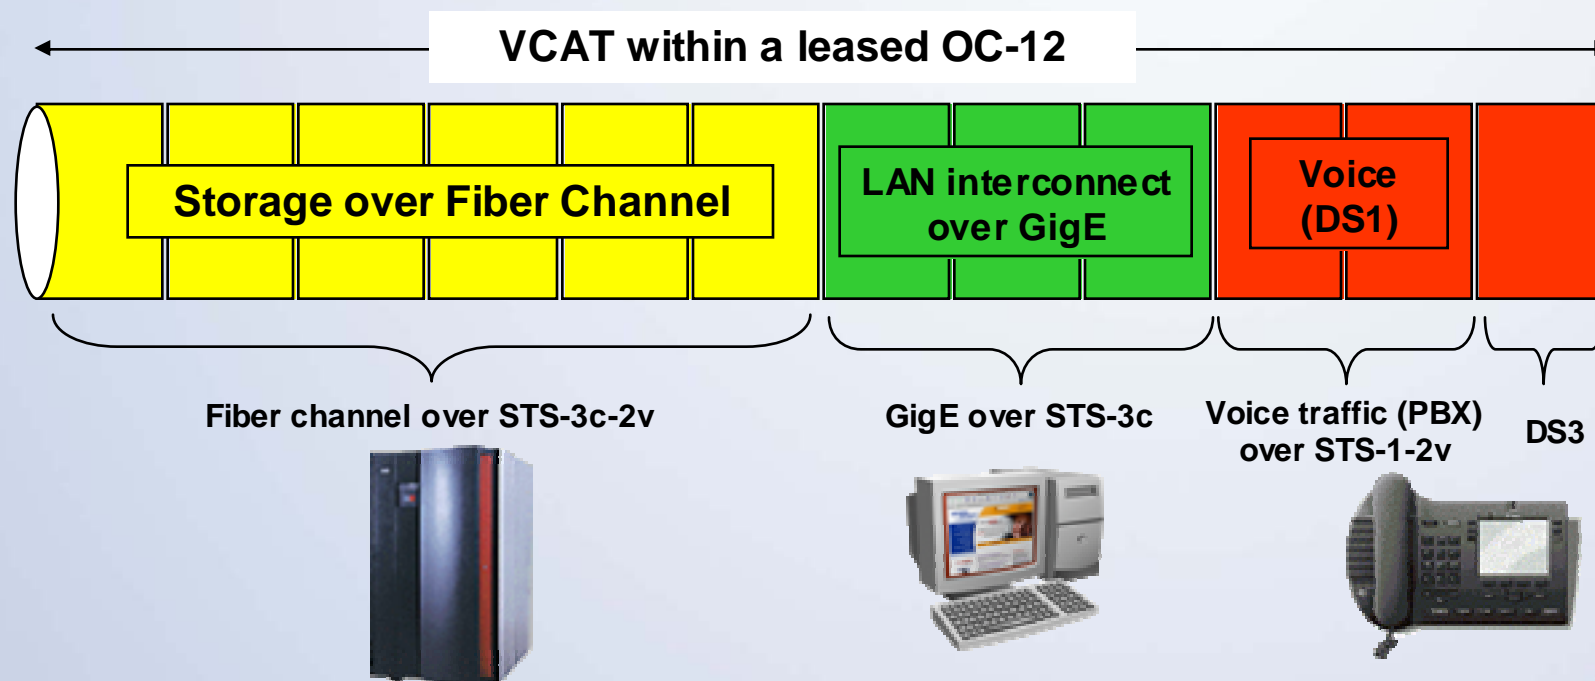 VCAT within a leased OC-12
Storage over Fiber Channel
LAN interconnect
over GigE
Voice
(DS1)
Fiber channel over STS-3c-2v
GigE over STS-3c
Voice traffic (PBX)
over STS-1-2v
DS3